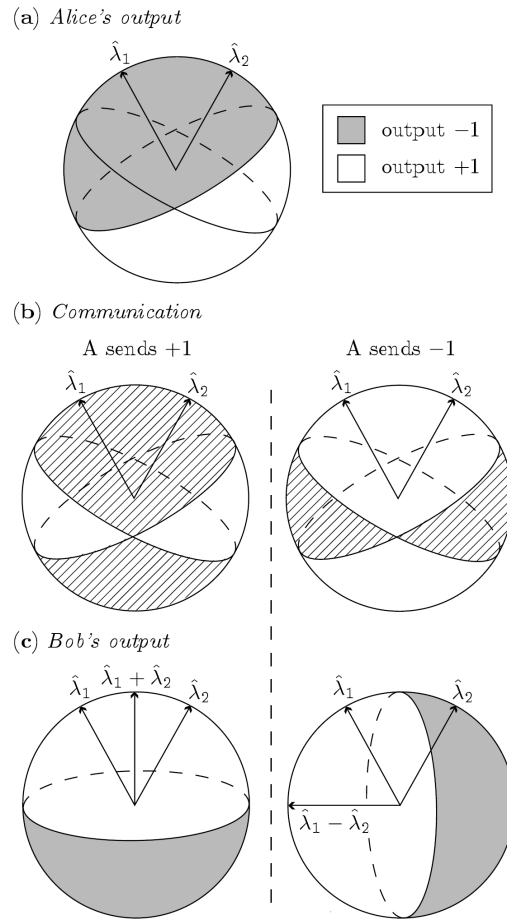 (a) Alice's output
λ̂₁ λ̂₂
output −1
output +1
(b) Communication
A sends +1 A sends −1
λ̂₁ λ̂₂ λ̂₁ λ̂₂
(c) Bob's output
λ̂₁ λ̂₁ + λ̂₂ λ̂₂ λ̂₁ λ̂₂
λ̂₁ − λ̂₂